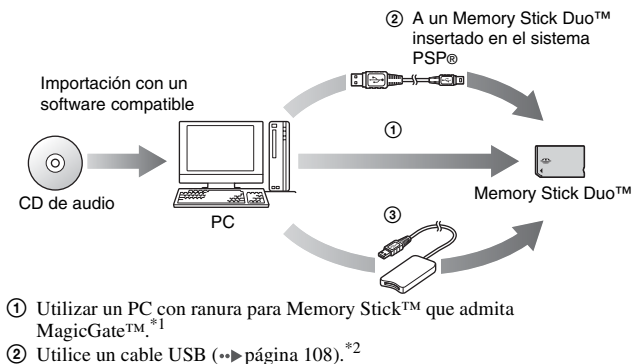 ② A un Memory Stick Duo™
insertado en el sistema
PSP®
Importación con un
software compatible
①
CD de audio
PC
Memory Stick Duo™
③
① Utilizar un PC con ranura para Memory Stick™ que admita
MagicGate™.*1
② Utilice un cable USB (••▶ página 108).*2